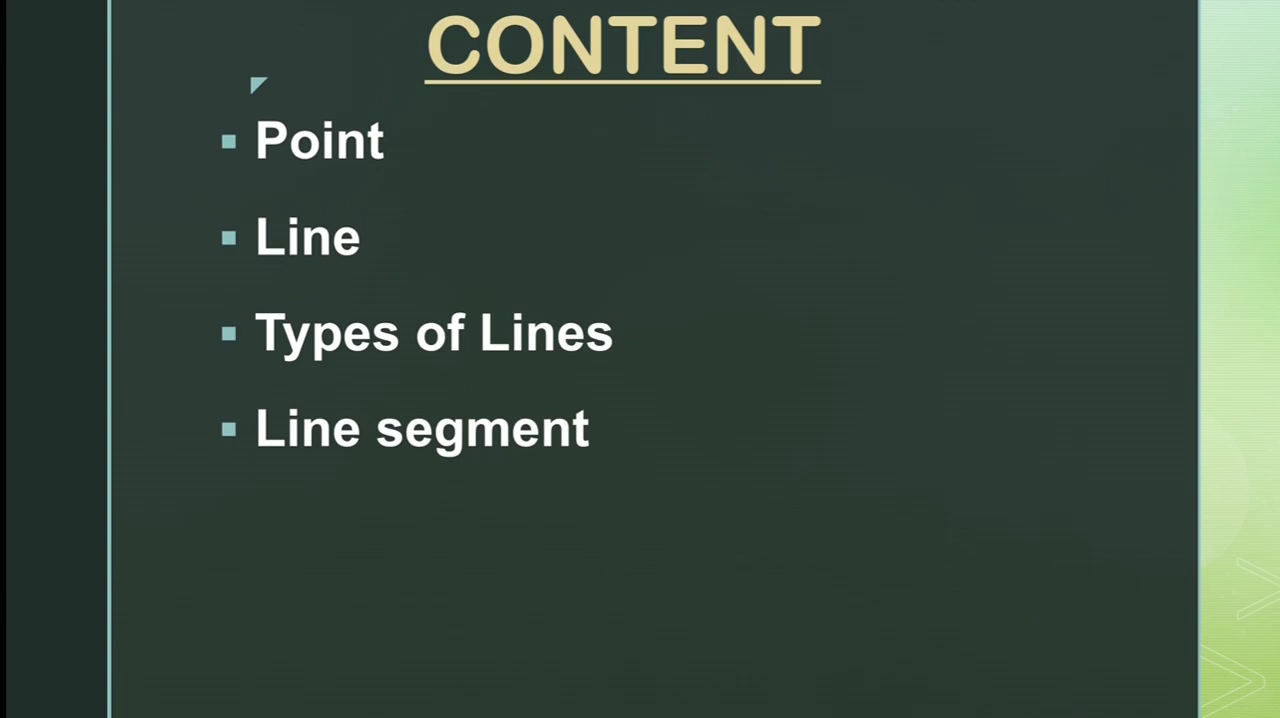 CONTENT
Point
Line
Types of Lines
Line segment